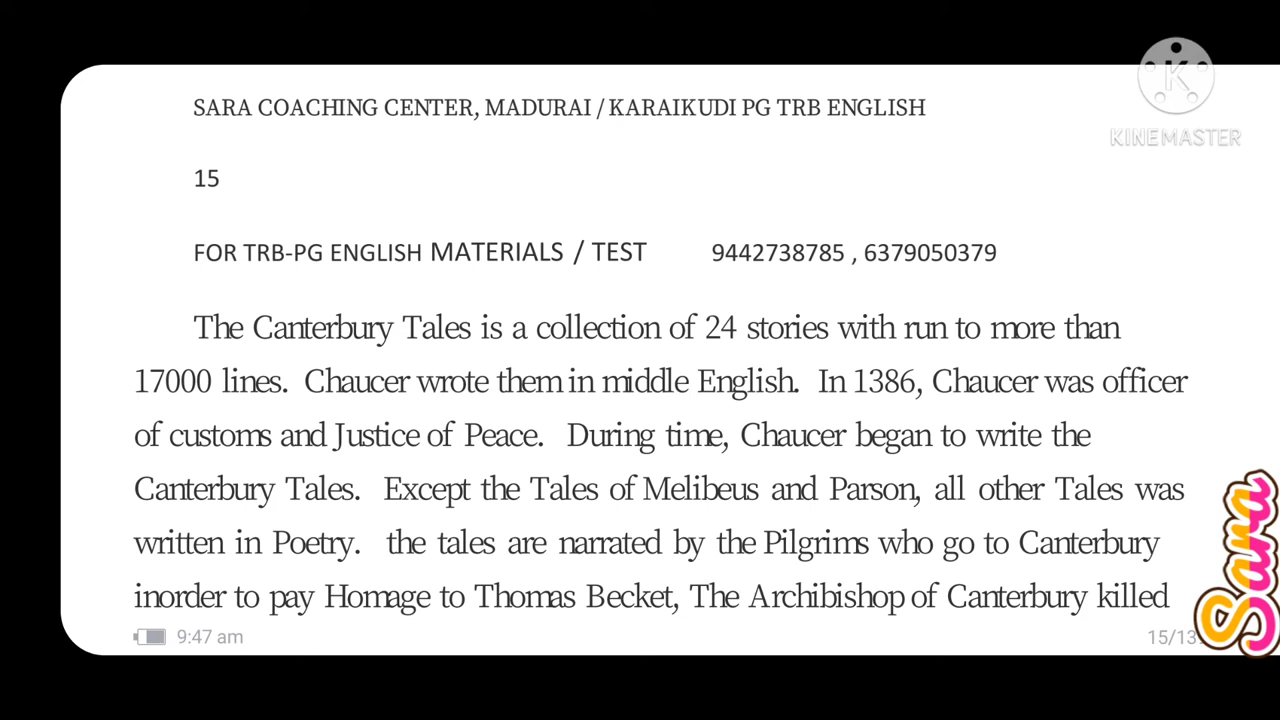 SARA COACHING CENTER, MADURAI / KARAIKUDI PG TRB ENGLISH
K
KINEMASTER
15
FOR TRB-PG ENGLISH MATERIALS / TEST 9442738785 , 6379050379
The Canterbury Tales is a collection of 24 stories with run to more than
17000 lines. Chaucer wrote them in middle English. In 1386, Chaucer was officer
of customs and Justice of Peace. During time, Chaucer began to write the
Canterbury Tales. Except the Tales of Melibeus and Parson, all other Tales was
written in Poetry. the tales are narrated by the Pilgrims who go to Canterbury
inorder to pay Homage to Thomas Becket, The Archibishop of Canterbury killed
Sara
9:47 am